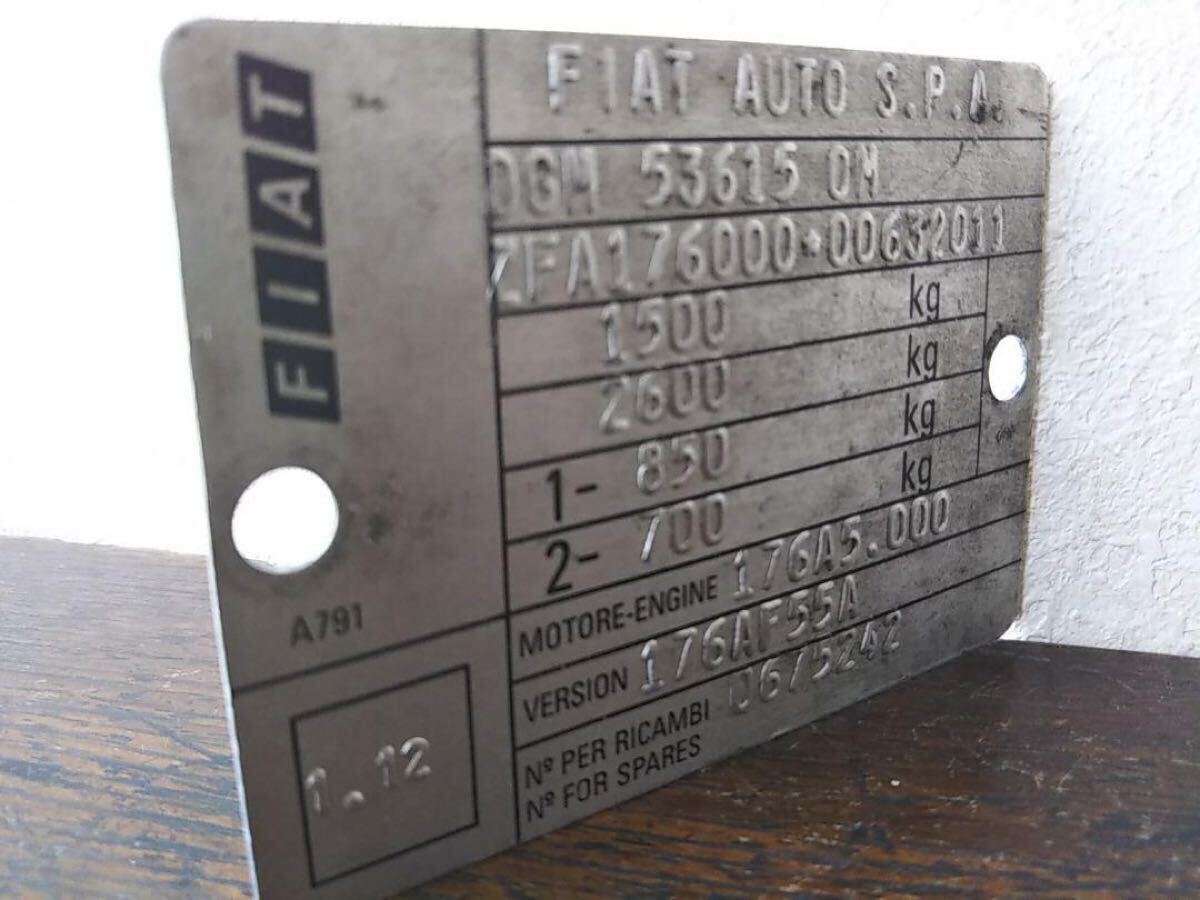 FIAT
FIAT AUTO S.P.A.
DGM 53615 OM
ZFA176000*00632011
1500 kg
2600 kg
1- 850 kg
2- 700 kg
MOTORE-ENGINE 176A5.000
VERSION 176AF55A
Nº PER RICAMBI 0675242
Nº FOR SPARES
A791
1.12